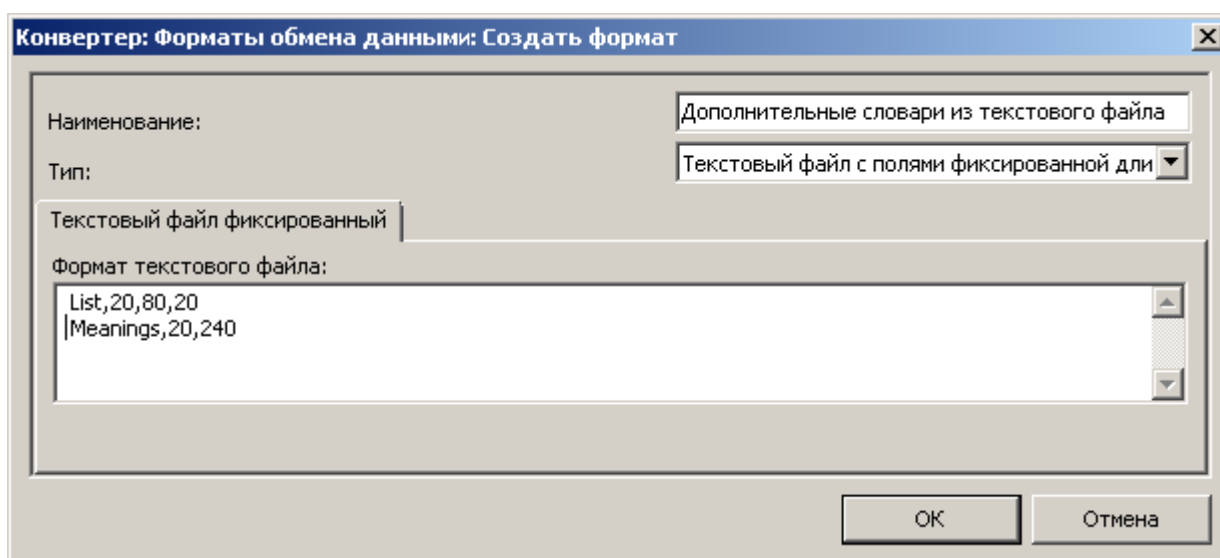 Конвертер: Форматы обмена данными: Создать формат
Наименование:
Дополнительные словари из текстового файла
Тип:
Текстовый файл с полями фиксированной дли
Текстовый файл фиксированный
Формат текстового файла:
List,20,80,20
Meanings,20,240
ОК
Отмена